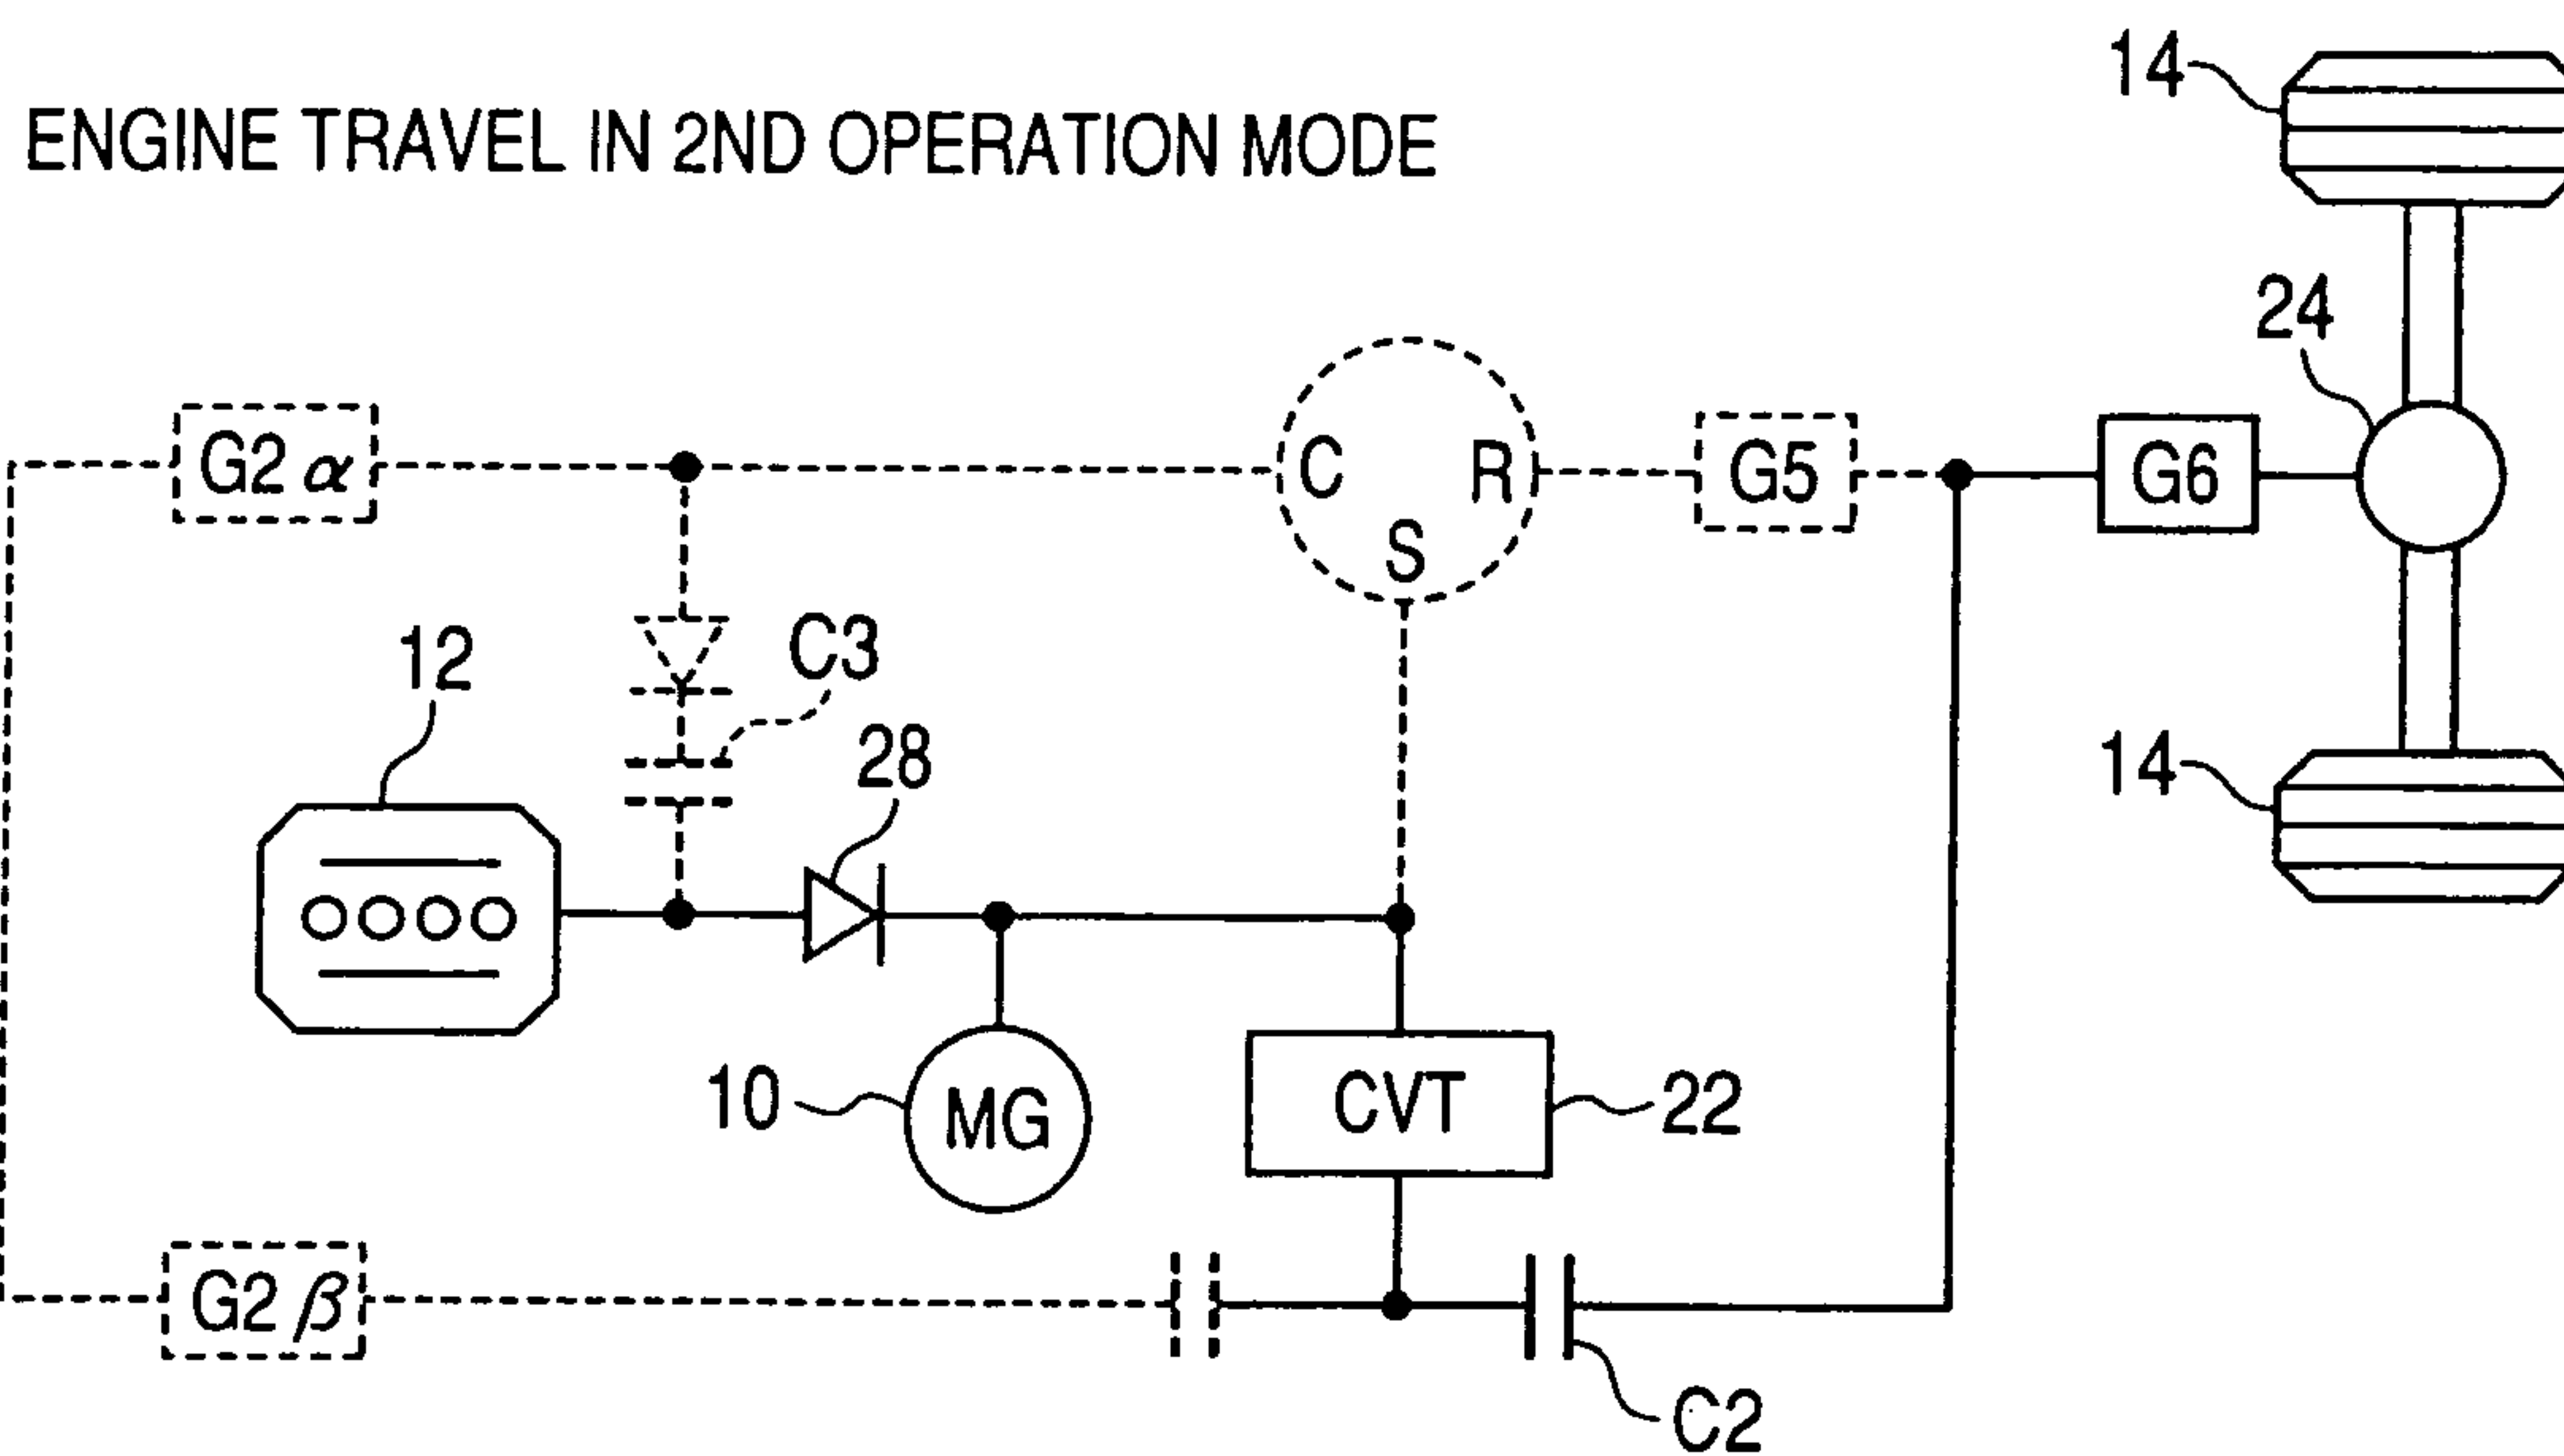 14
ENGINE TRAVEL IN 2ND OPERATION MODE
24
G2 α
C
R
S
G5
G6
12
C3
28
14
10
MG
CVT
22
G2 β
C2